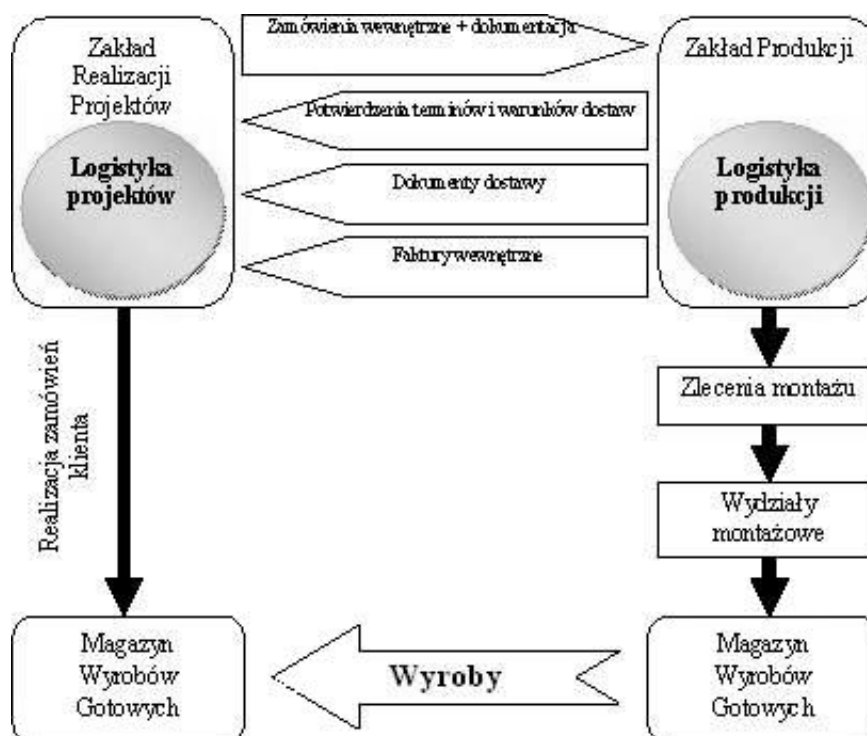 Zakład
Realizacji
Projektów
Logistyka
projektów
Zamówienia wewnętrzne + dokumentacja
Potwierdzenia terminów i warunków dostaw
Dokumenty dostawy
Faktury wewnętrzne
Zakład Produkcji
Logistyka
produkcji
Realizacja zamówień
klienta
Zlecenia montażu
Wydziały
montażowe
Magazyn
Wyrobów
Gotowych
Wyroby
Magazyn
Wyrobów
Gotowych